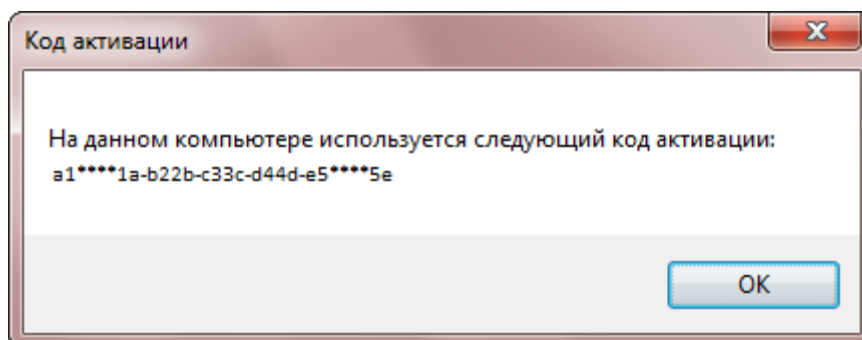 Код активации
На данном компьютере используется следующий код активации:
a1****1a-b22b-c33c-d44d-e5****5e
OK